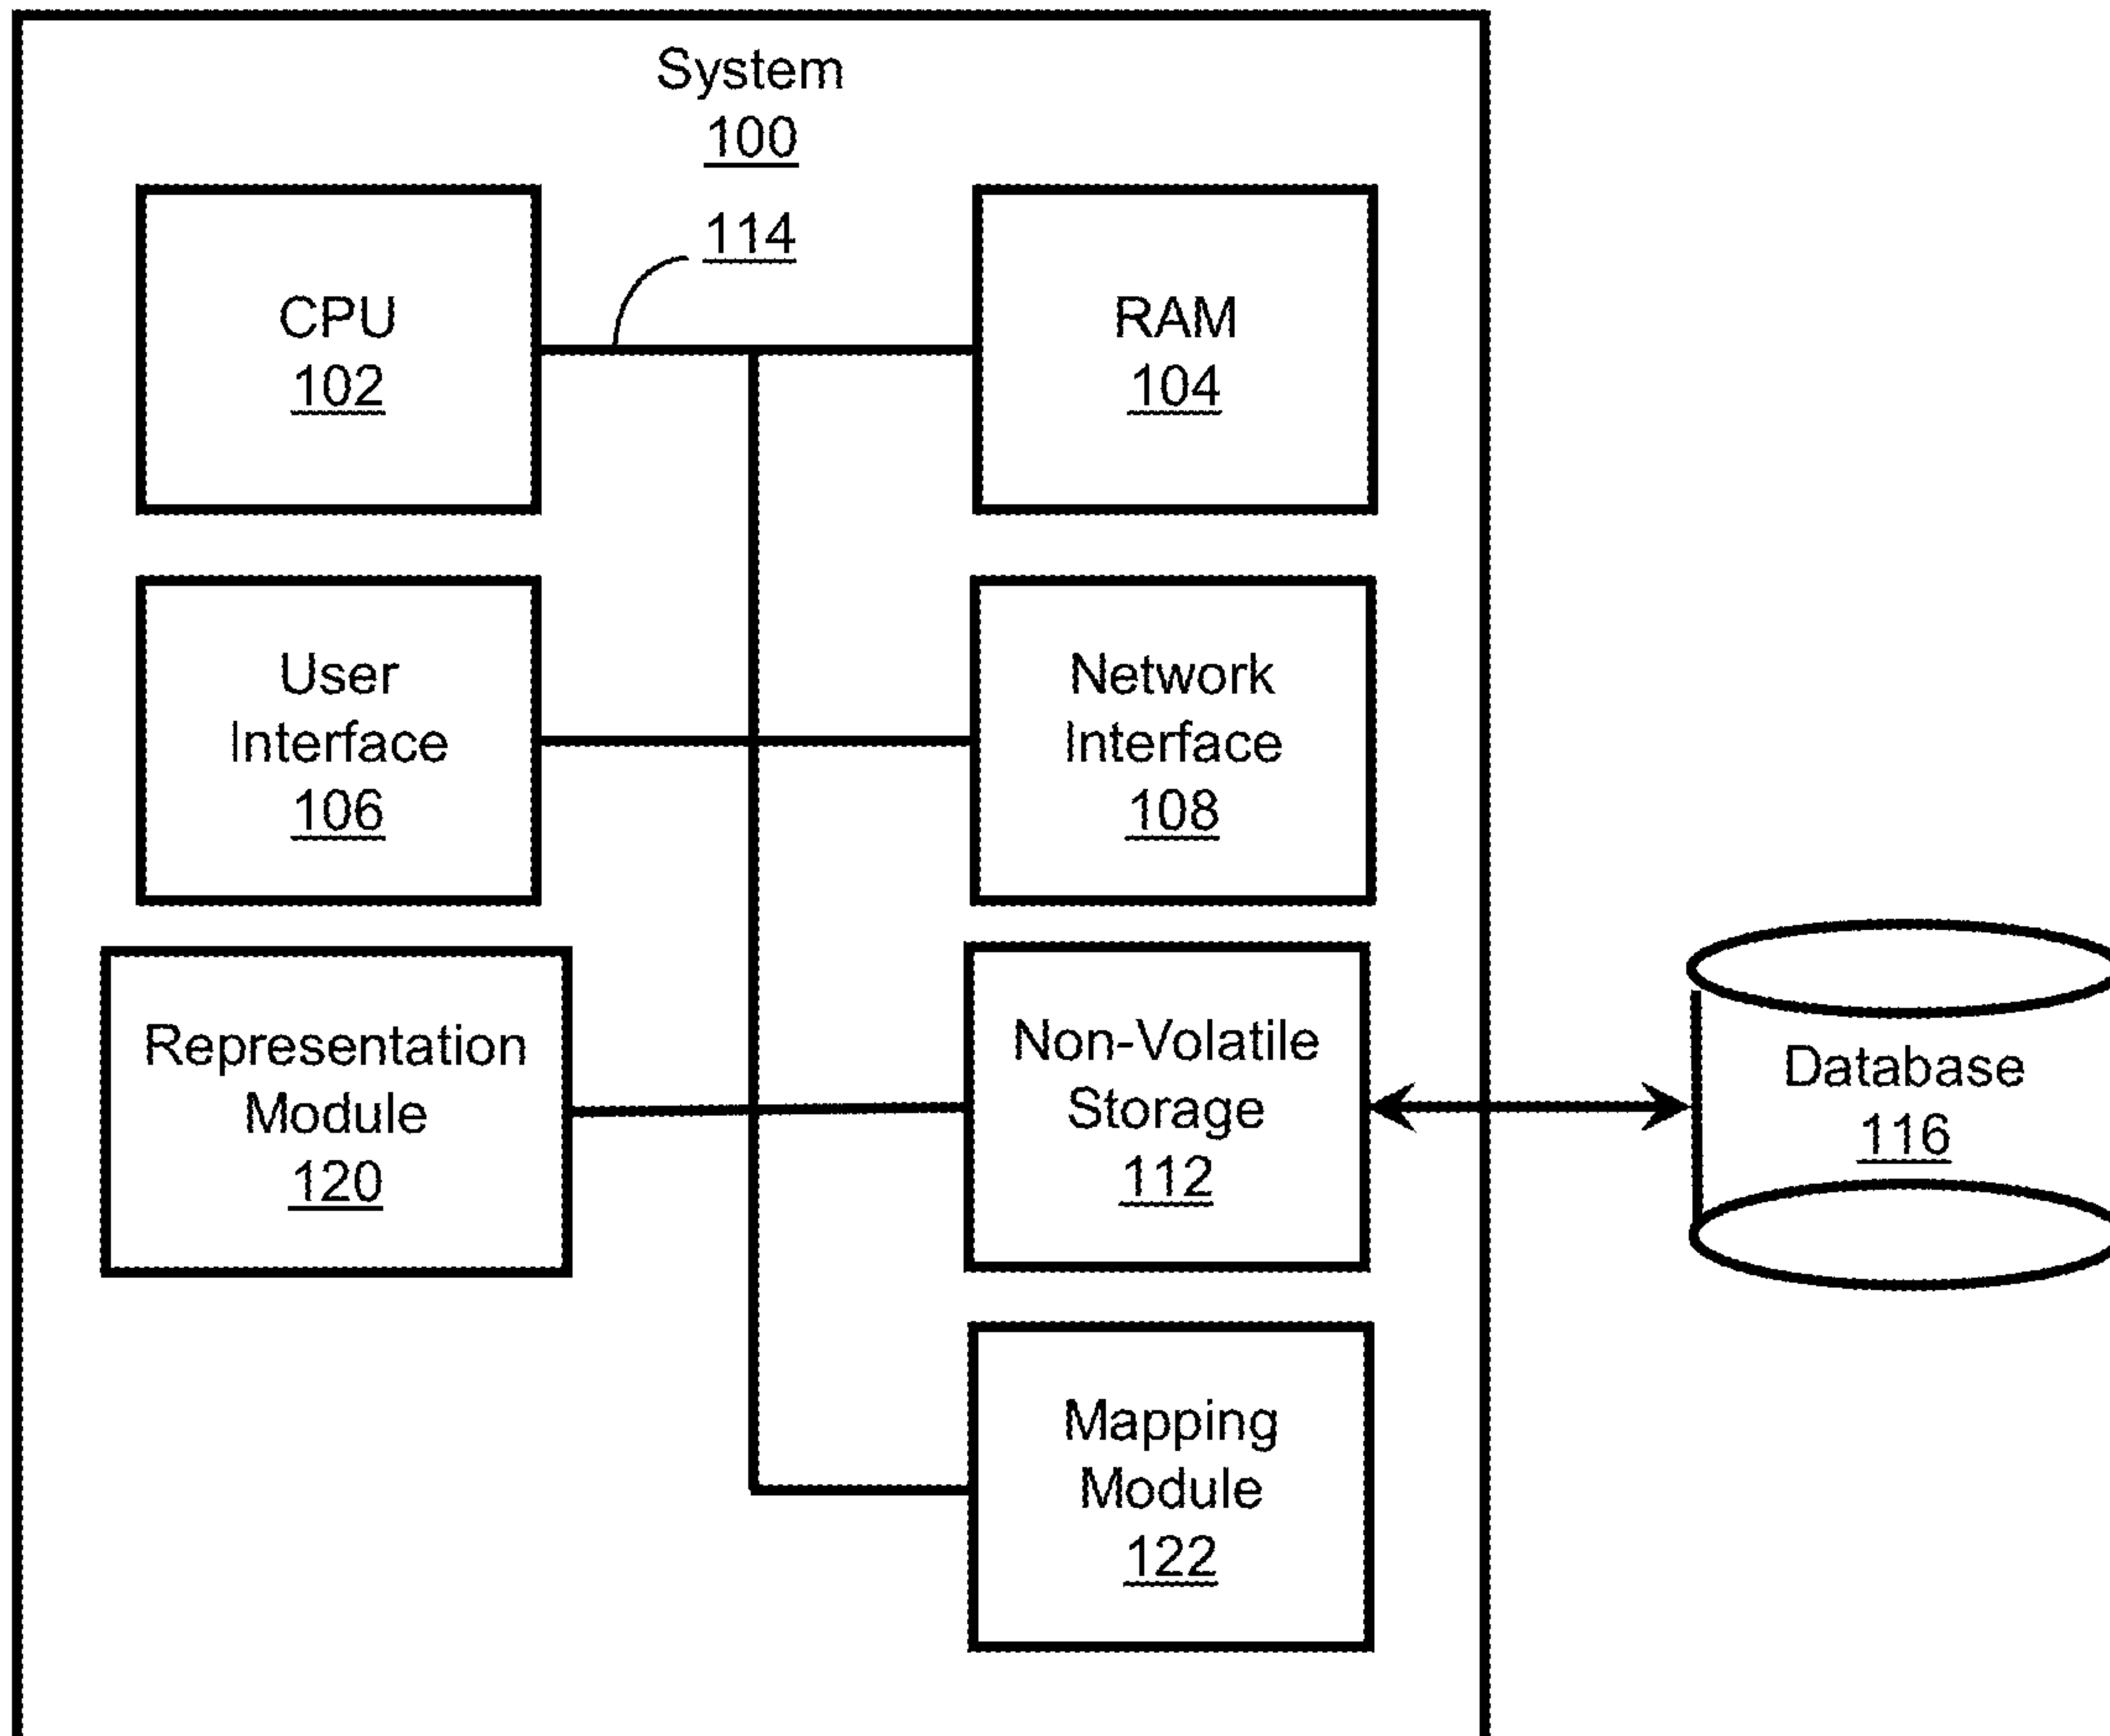 System
100
114
CPU
102
RAM
104
User
Interface
106
Network
Interface
108
Representation
Module
120
Non-Volatile
Storage
112
Database
116
Mapping
Module
122